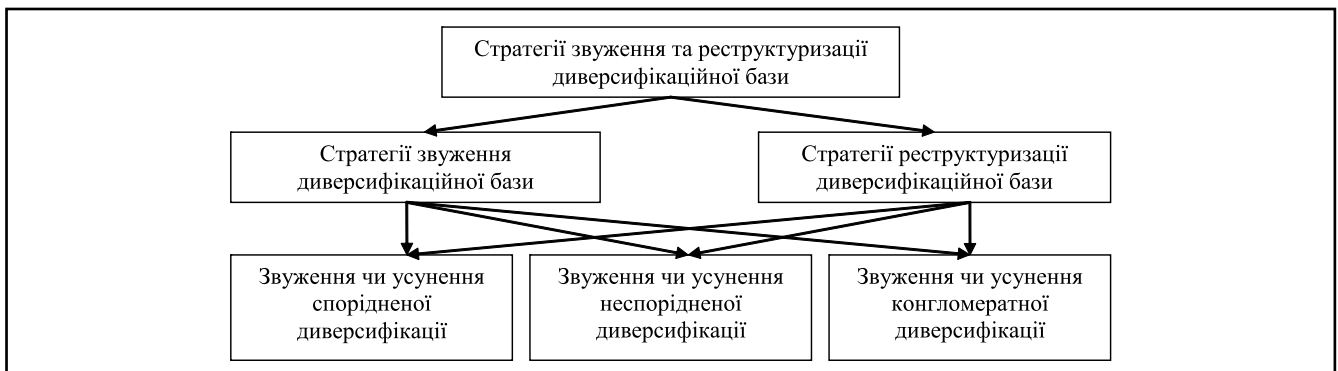 Стратегії звуження та реструктуризації
диверсифікаційної бази
Стратегії звуження
диверсифікаційної бази
Стратегії реструктуризації
диверсифікаційної бази
Звуження чи усунення
спорідненої
диверсифікації
Звуження чи усунення
неспорідненої
диверсифікації
Звуження чи усунення
конгломератної
диверсифікації